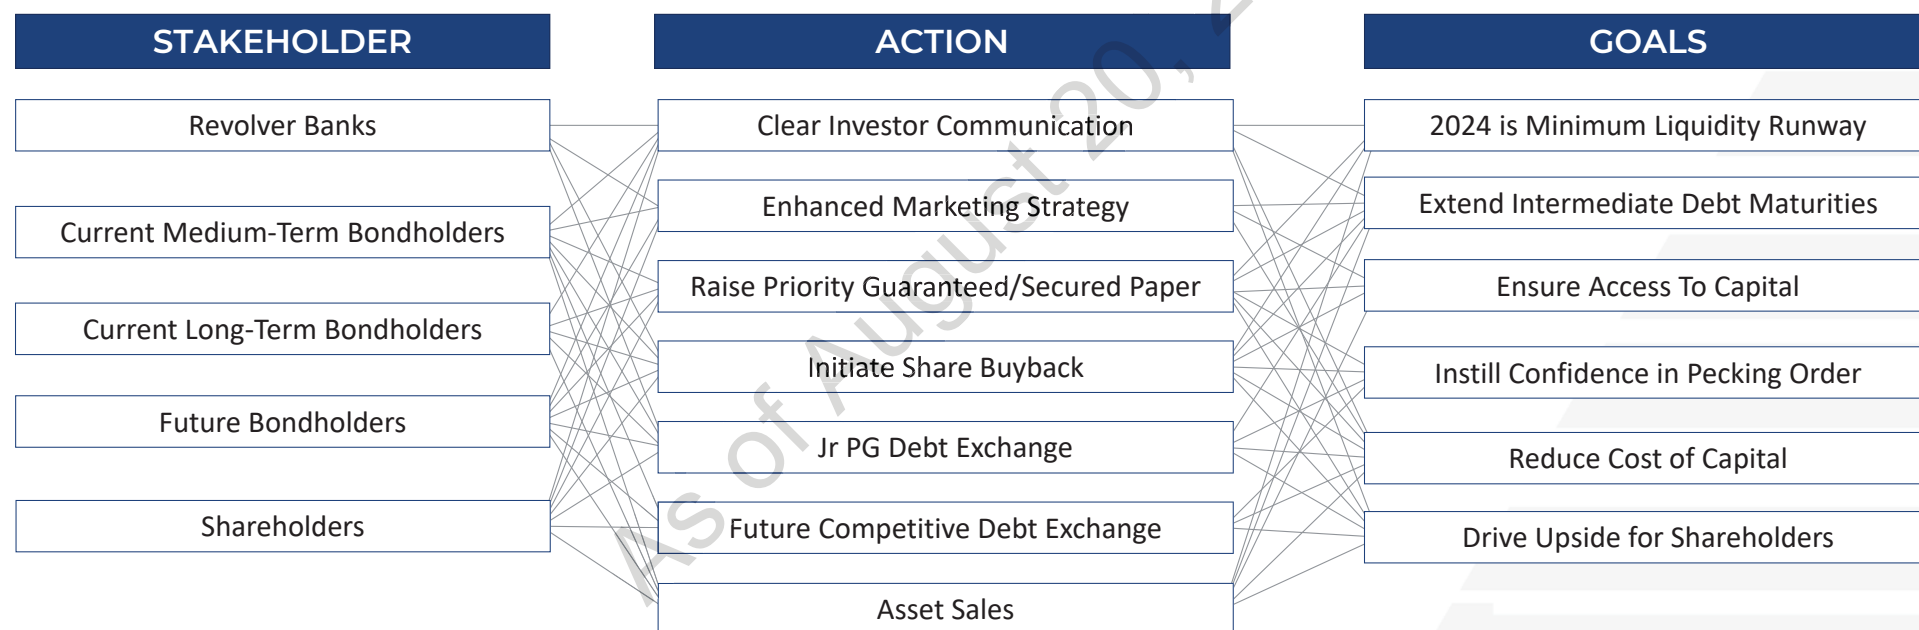 STAKEHOLDER
ACTION
GOALS
Revolver Banks
Current Medium-Term Bondholders
Current Long-Term Bondholders
Future Bondholders
Shareholders
Clear Investor Communication
Enhanced Marketing Strategy
Raise Priority Guaranteed/Secured Paper
Initiate Share Buyback
Jr PG Debt Exchange
Future Competitive Debt Exchange
Asset Sales
2024 is Minimum Liquidity Runway
Extend Intermediate Debt Maturities
Ensure Access To Capital
Instill Confidence in Pecking Order
Reduce Cost of Capital
Drive Upside for Shareholders
As of August 20,